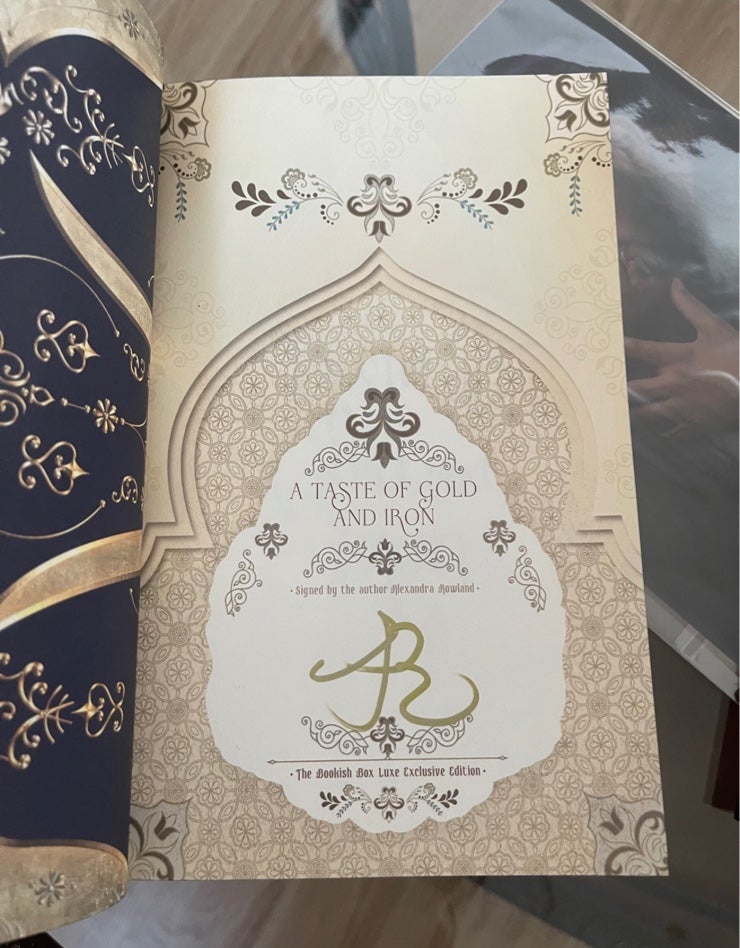 A TASTE OF GOLD
AND IRON
· Signed by the author Alexandra Rowland ·
AR
· The Bookish Box Luxe Exclusive Edition ·